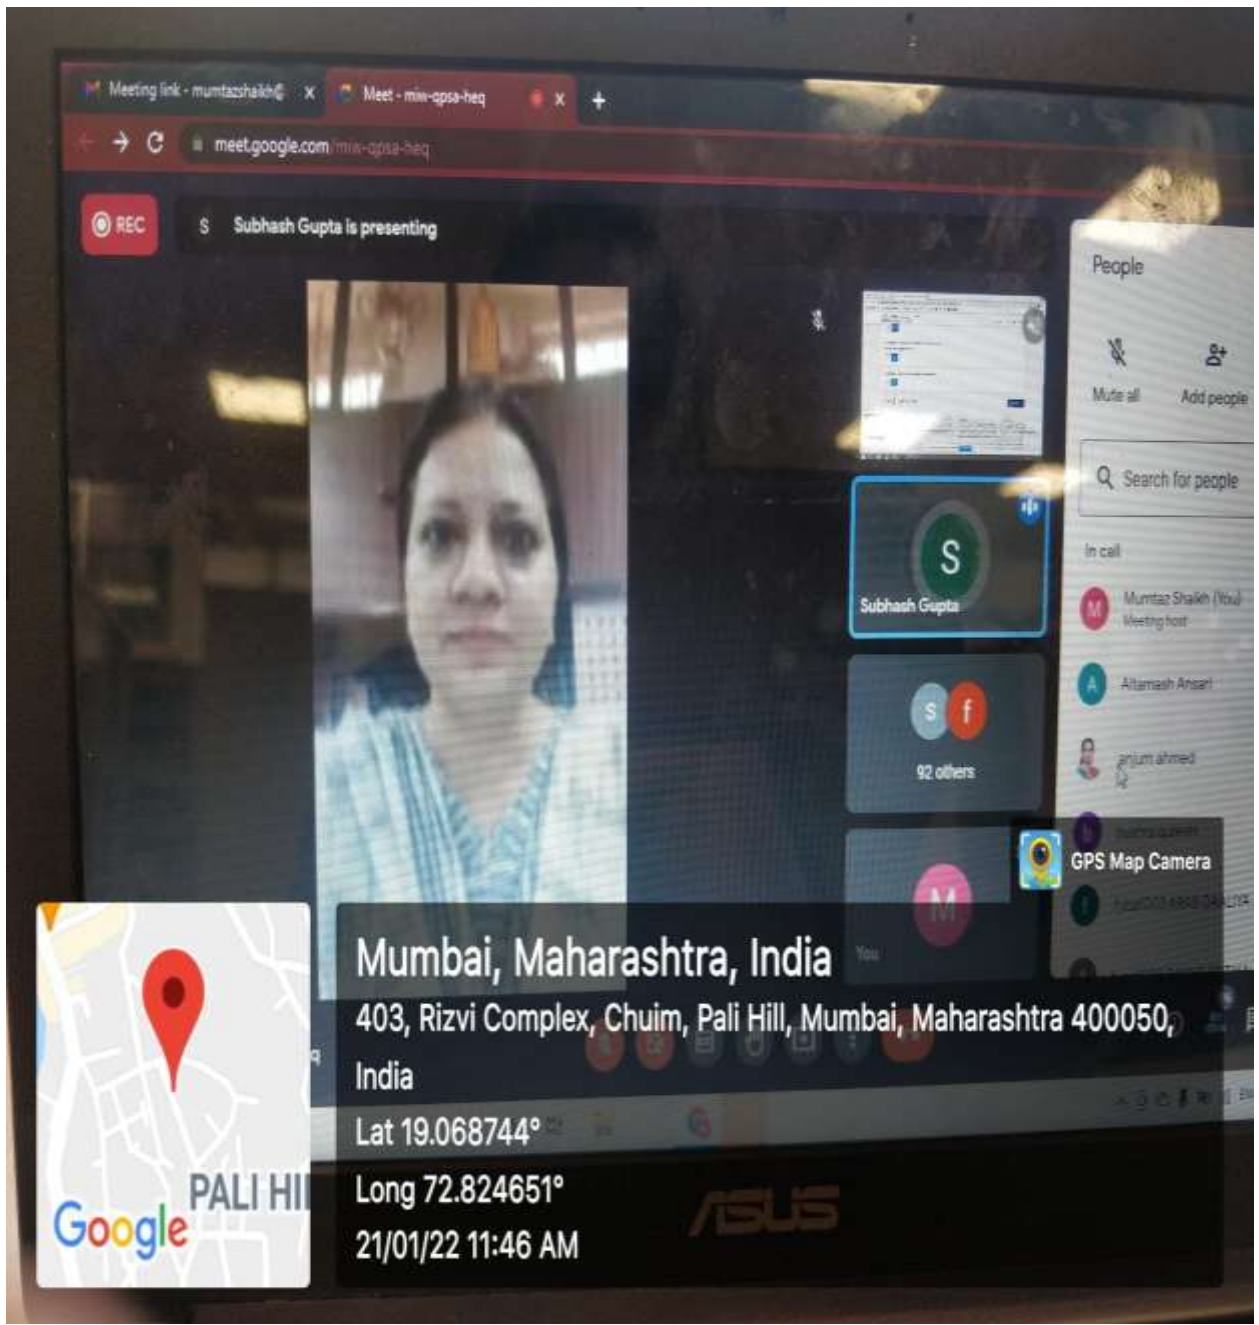 Meeting link - mumtazshaikh@
Meet - miw-qpsa-heq
meet.google.com/miw-qpsa-heq
REC
S Subhash Gupta is presenting
People
Mute all
Add people
Search for people
In call
S
Subhash Gupta
M Mumtaz Shaikh (You)
Meeting host
A Altamash Ansari
s f
92 others
anjum ahmed
b
GPS Map Camera
f
M
You
Mumbai, Maharashtra, India
403, Rizvi Complex, Chuim, Pali Hill, Mumbai, Maharashtra 400050,
India
Lat 19.068744°
Long 72.824651°
21/01/22 11:46 AM
PALI HIL
Google
ASUS